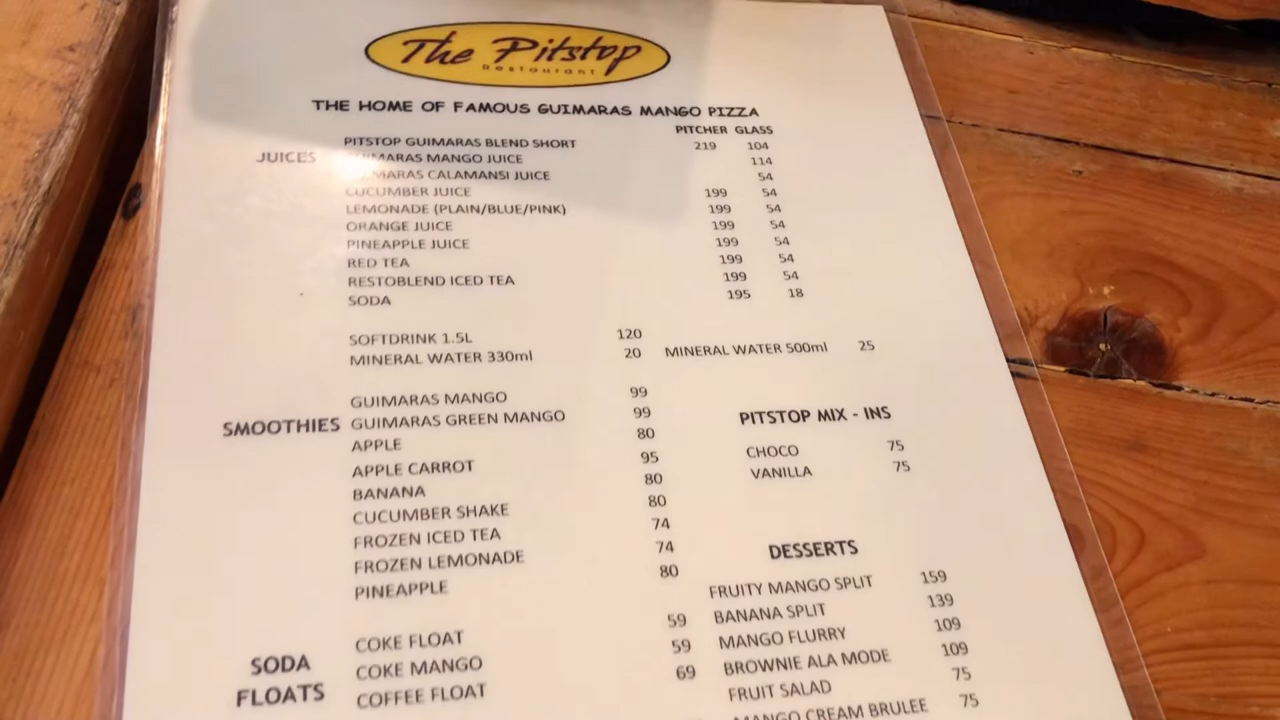 The Pitstop
Restaurant
THE HOME OF FAMOUS GUIMARAS MANGO PIZZA
PITCHER GLASS
JUICES
PITSTOP GUIMARAS BLEND SHORT 219 104
GUIMARAS MANGO JUICE 114
GUIMARAS CALAMANSI JUICE 54
CUCUMBER JUICE 199 54
LEMONADE (PLAIN/BLUE/PINK) 199 54
ORANGE JUICE 199 54
PINEAPPLE JUICE 199 54
RED TEA 199 54
RESTOBLEND ICED TEA 199 54
SODA 195 18
SOFTDRINK 1.5L 120
MINERAL WATER 330ml 20 MINERAL WATER 500ml 25
SMOOTHIES
GUIMARAS MANGO 99
GUIMARAS GREEN MANGO 99
APPLE 80
APPLE CARROT 95
BANANA 80
CUCUMBER SHAKE 80
FROZEN ICED TEA 74
FROZEN LEMONADE 74
PINEAPPLE 80
PITSTOP MIX - INS
CHOCO 75
VANILLA 75
SODA
FLOATS
COKE FLOAT 59
COKE MANGO 59
COFFEE FLOAT 69
DESSERTS
FRUITY MANGO SPLIT 159
BANANA SPLIT 139
MANGO FLURRY 109
BROWNIE ALA MODE 109
FRUIT SALAD 75
MANGO CREAM BRULEE 75